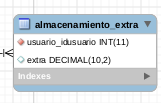 almacenamiento_extra
usuario_idusuario INT(11)
extra DECIMAL(10,2)
Indexes